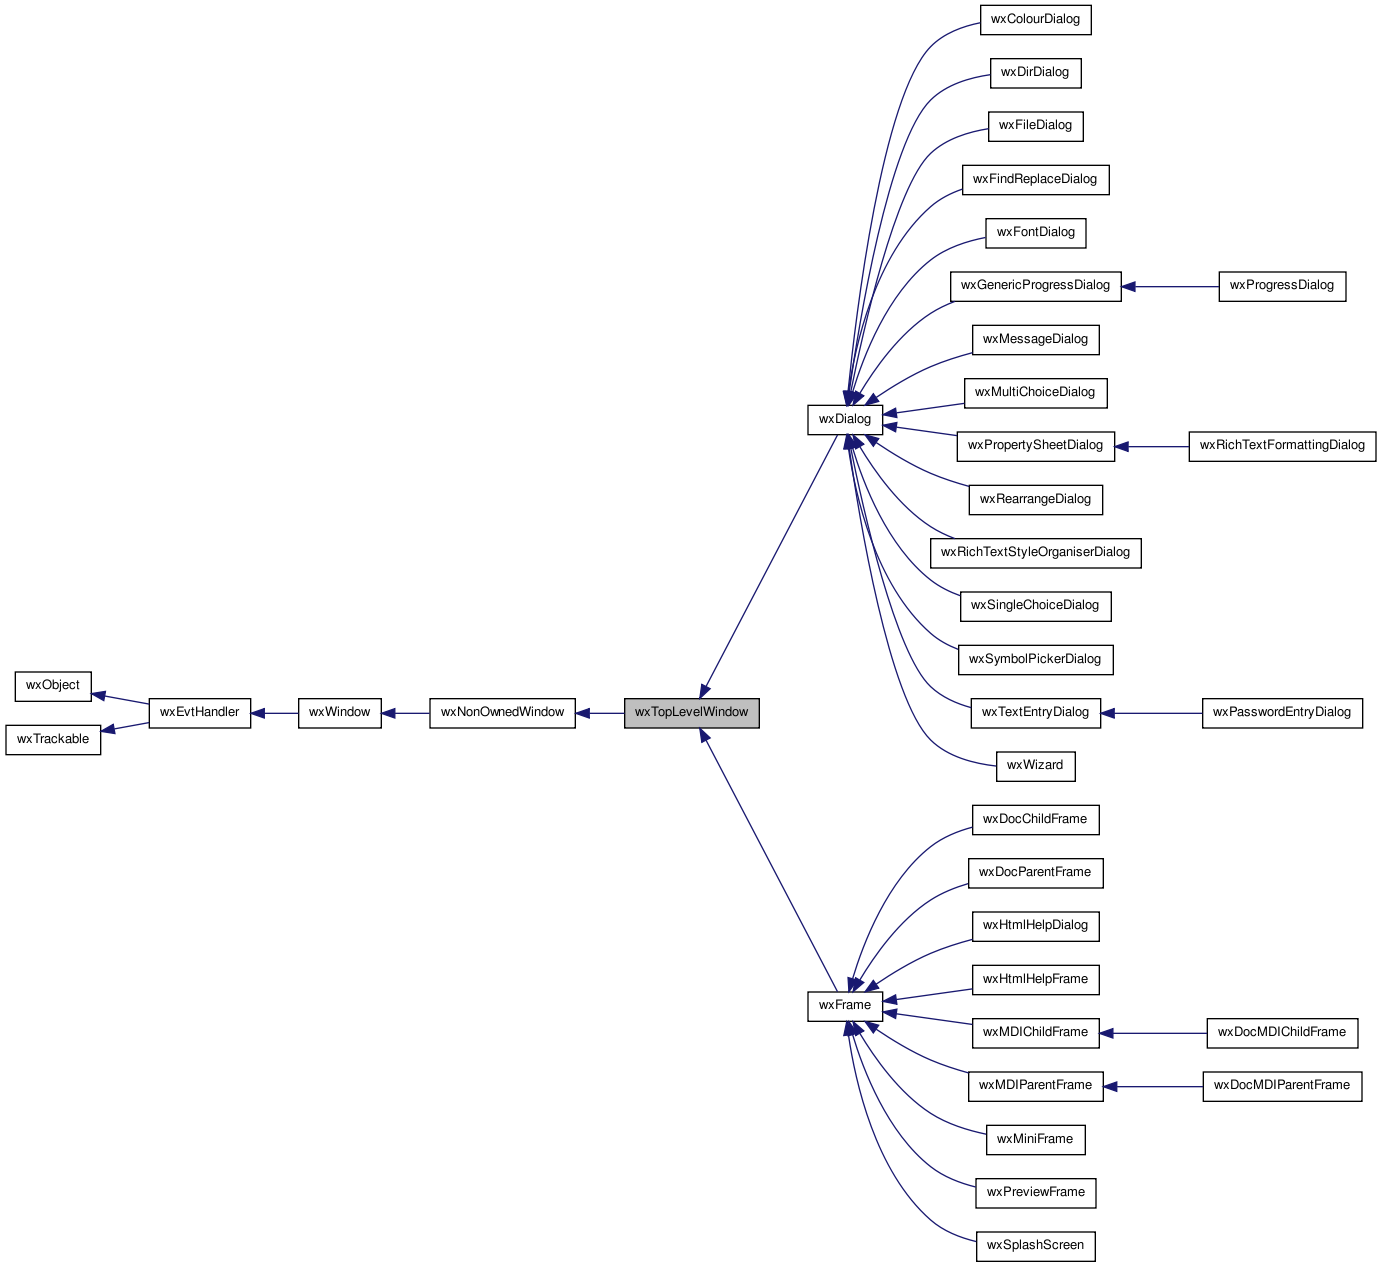 wxColourDialog
wxDirDialog
wxFileDialog
wxFindReplaceDialog
wxFontDialog
wxGenericProgressDialog
wxProgressDialog
wxMessageDialog
wxMultiChoiceDialog
wxDialog
wxPropertySheetDialog
wxRichTextFormattingDialog
wxRearrangeDialog
wxRichTextStyleOrganiserDialog
wxSingleChoiceDialog
wxSymbolPickerDialog
wxObject
wxTrackable
wxEvtHandler
wxWindow
wxNonOwnedWindow
wxTopLevelWindow
wxTextEntryDialog
wxPasswordEntryDialog
wxWizard
wxDocChildFrame
wxDocParentFrame
wxHtmlHelpDialog
wxHtmlHelpFrame
wxFrame
wxMDIChildFrame
wxDocMDIChildFrame
wxMDIParentFrame
wxDocMDIParentFrame
wxMiniFrame
wxPreviewFrame
wxSplashScreen